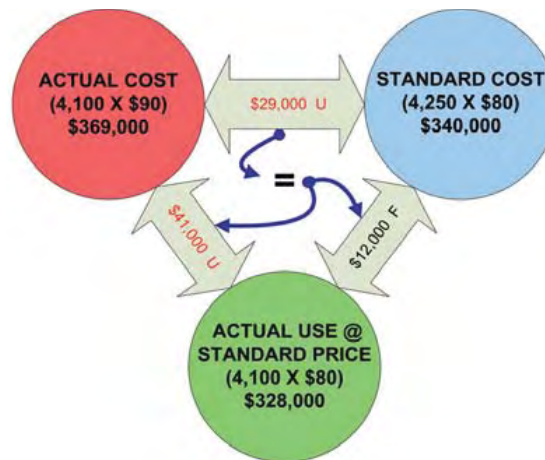 ACTUAL COST
(4,100 X $90)
$369,000
$29,000 U
STANDARD COST
(4,250 X $80)
$340,000
=
$41,000 U
$12,000 F
ACTUAL USE @
STANDARD PRICE
(4,100 X $80)
$328,000